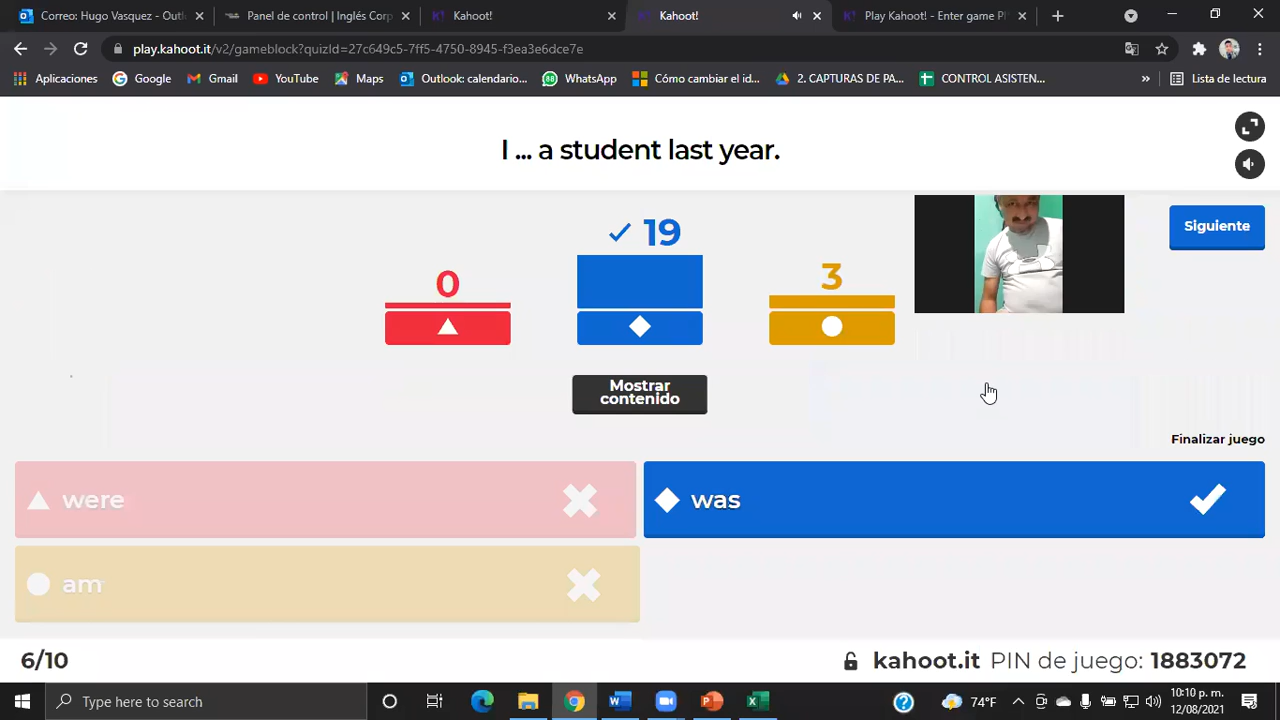 Correo: Hugo Vasquez - Outl
Panel de control | Inglés Corp
Kahoot!
Kahoot!
Play Kahoot! - Enter game P
play.kahoot.it/v2/gameblock?quizId=27c649c5-7ff5-4750-8945-f3ea3e6dce7e
Aplicaciones
Google
Gmail
YouTube
Maps
Outlook: calendario...
88
WhatsApp
Cómo cambiar el id...
2. CAPTURAS DE PA...
CONTROL ASISTEN...
»
Lista de lectura
I ... a student last year.
0
19
3
Siguiente
Mostrar
contenido
Finalizar juego
were
was
am
6/10
kahoot.it PIN de juego: 1883072
Type here to search
74°F
10:10 p. m.
12/08/2021